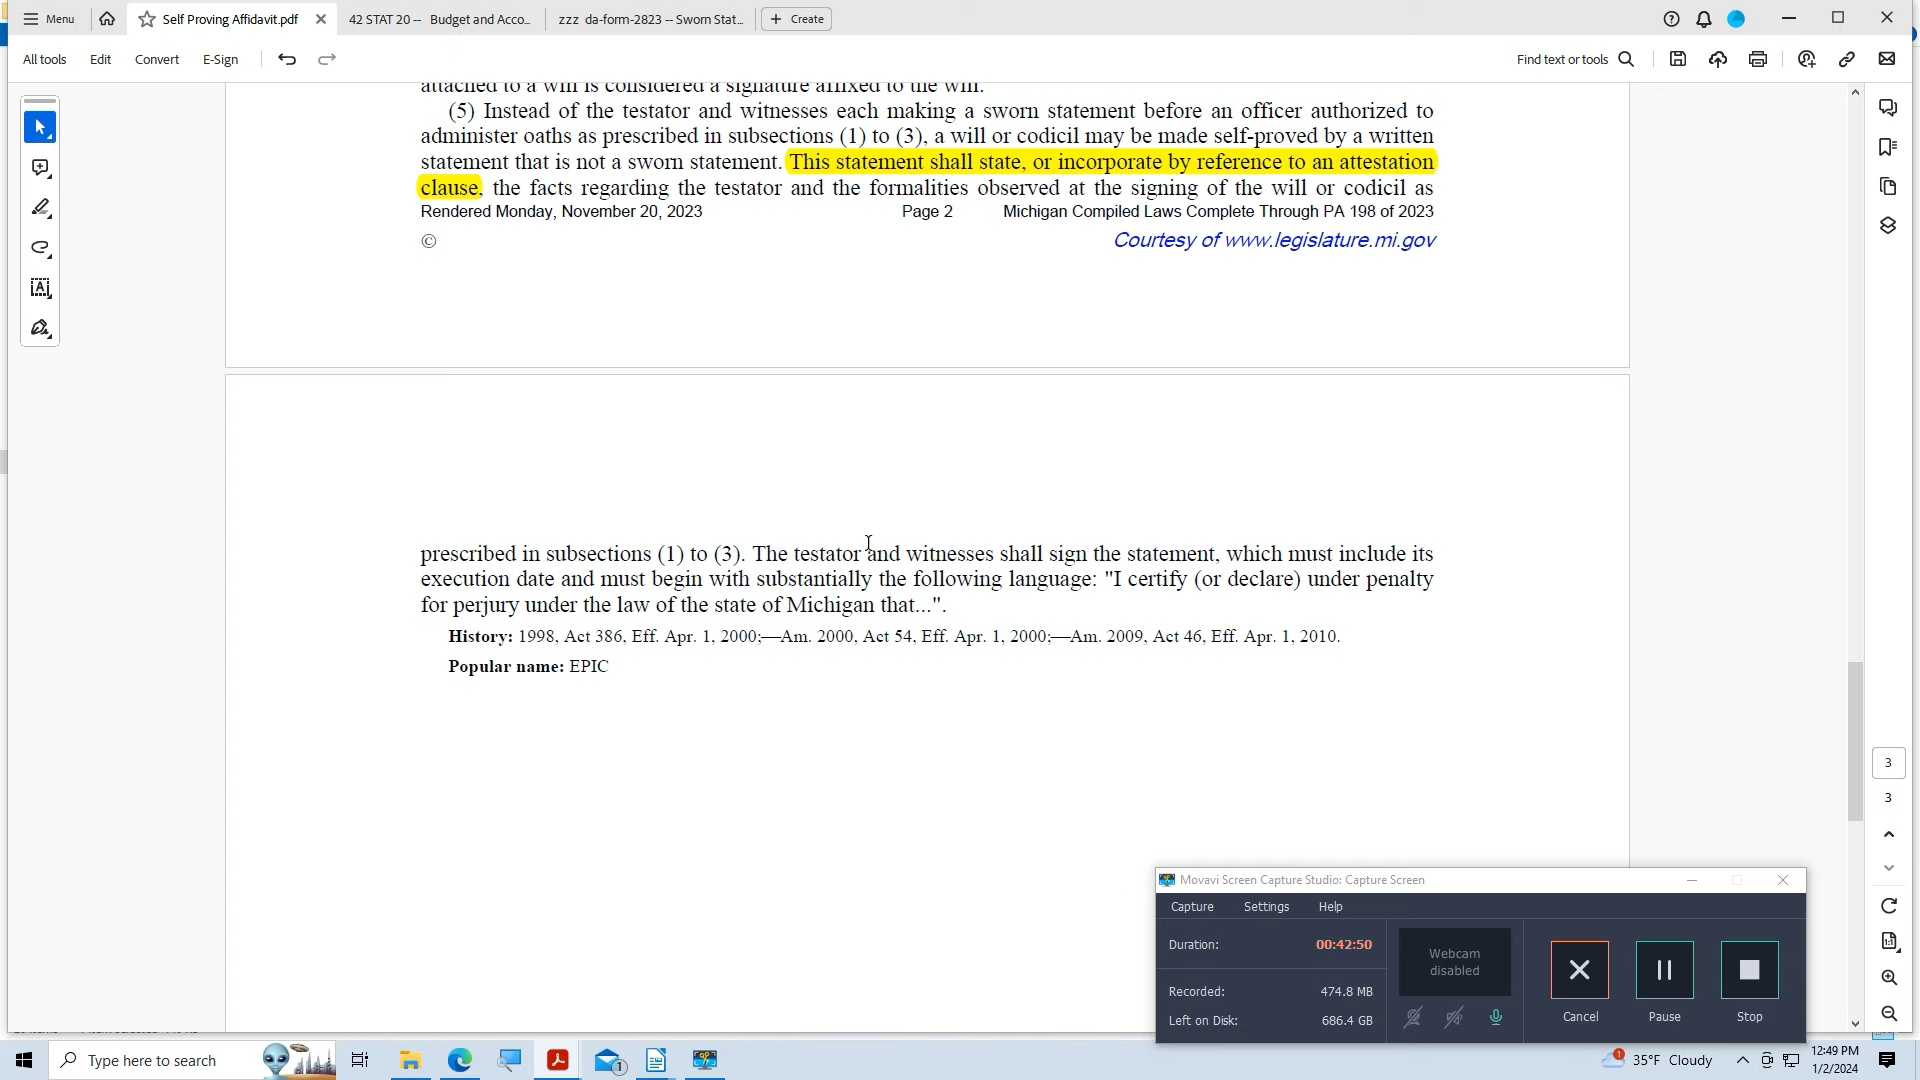 Menu
Self Proving Affidavit.pdf
42 STAT 20 -- Budget and Acco...
zzz da-form-2823 -- Sworn Stat...
Create
All tools
Edit
Convert
E-Sign
Find text or tools
attached to a will is considered a signature affixed to the will.
(5) Instead of the testator and witnesses each making a sworn statement before an officer authorized to
administer oaths as prescribed in subsections (1) to (3), a will or codicil may be made self-proved by a written
statement that is not a sworn statement. This statement shall state, or incorporate by reference to an attestation
clause, the facts regarding the testator and the formalities observed at the signing of the will or codicil as
Rendered Monday, November 20, 2023 Page 2 Michigan Compiled Laws Complete Through PA 198 of 2023
© Courtesy of www.legislature.mi.gov
prescribed in subsections (1) to (3). The testator and witnesses shall sign the statement, which must include its
execution date and must begin with substantially the following language: "I certify (or declare) under penalty
for perjury under the law of the state of Michigan that...".
History: 1998, Act 386, Eff. Apr. 1, 2000;—Am. 2000, Act 54, Eff. Apr. 1, 2000;—Am. 2009, Act 46, Eff. Apr. 1, 2010.
Popular name: EPIC
3
3
Movavi Screen Capture Studio: Capture Screen
Capture Settings Help
Duration: 00:42:50
Recorded: 474.8 MB
Left on Disk: 686.4 GB
Webcam
disabled
Cancel
Pause
Stop
Type here to search
1
1
35°F Cloudy
12:49 PM
1/2/2024